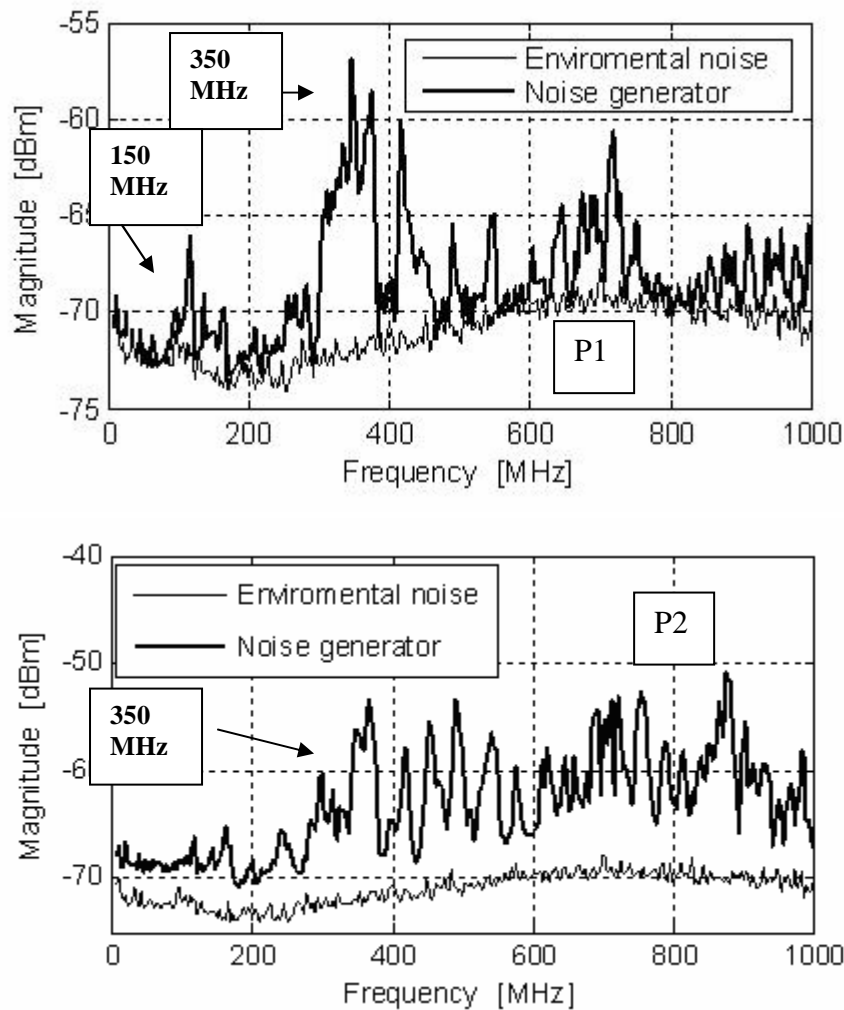 -55
350
MHz
Enviromental noise
Noise generator
-60
150
MHz
-65
-70
P1
-75
0
200
400
600
800
1000
Magnitude [dBm]
Frequency [MHz]
-40
Enviromental noise
Noise generator
P2
-50
350
MHz
-6
-70
0
200
400
600
800
1000
Magnitude [dBm]
Frequency [MHz]